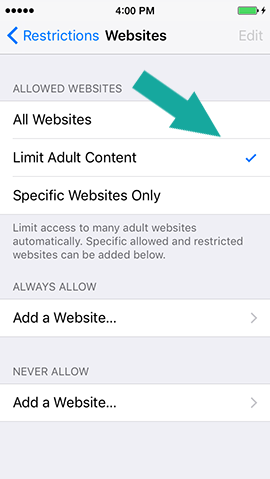 4:00 PM
Restrictions Websites Edit
ALLOWED WEBSITES
All Websites
Limit Adult Content
Specific Websites Only
Limit access to many adult websites
automatically. Specific allowed and restricted
websites can be added below.
ALWAYS ALLOW
Add a Website...
NEVER ALLOW
Add a Website...